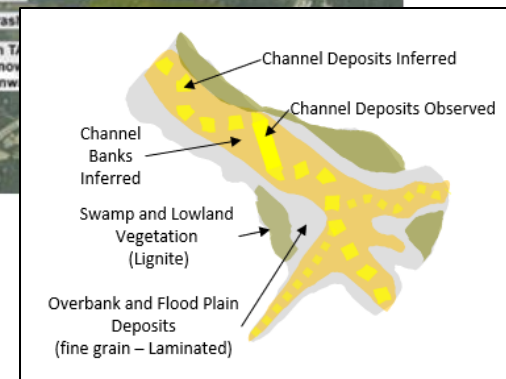 Channel Deposits Inferred
Channel Deposits Observed
Channel
Banks
Inferred
Swamp and Lowland
Vegetation
(Lignite)
Overbank and Flood Plain
Deposits
(fine grain – Laminated)